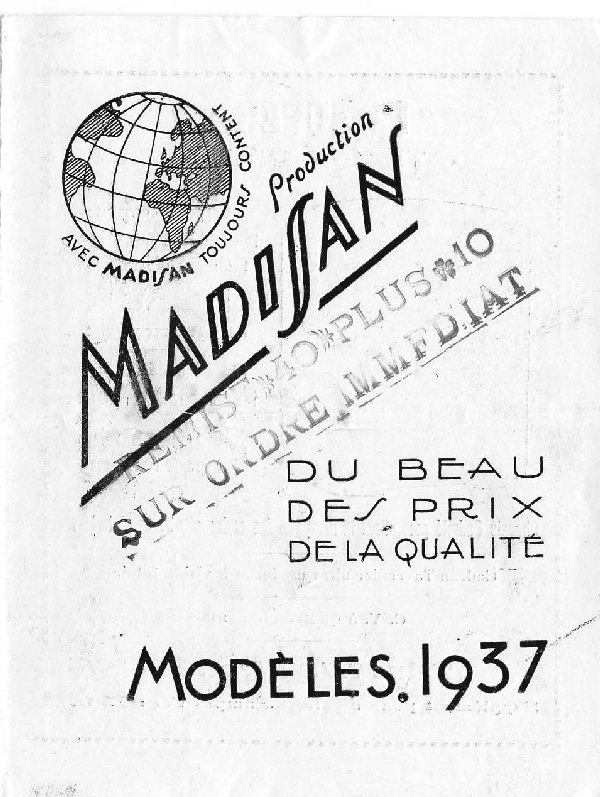 AVEC MADISAN TOUJOURS CONTENT
Production
MADISAN
REMISE 40 PLUS 10
SUR ORDRE IMMEDIAT
DU BEAU
DES PRIX
DE LA QUALITÉ
MODÈLES.1937